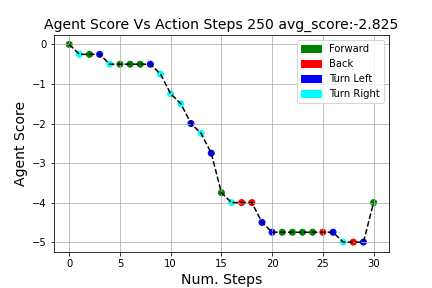 Agent Score Vs Action Steps 250 avg_score:-2.825
Forward
Back
Turn Left
Turn Right
Agent Score
0
−1
−2
−3
−4
−5
0 5 10 15 20 25 30
Num. Steps